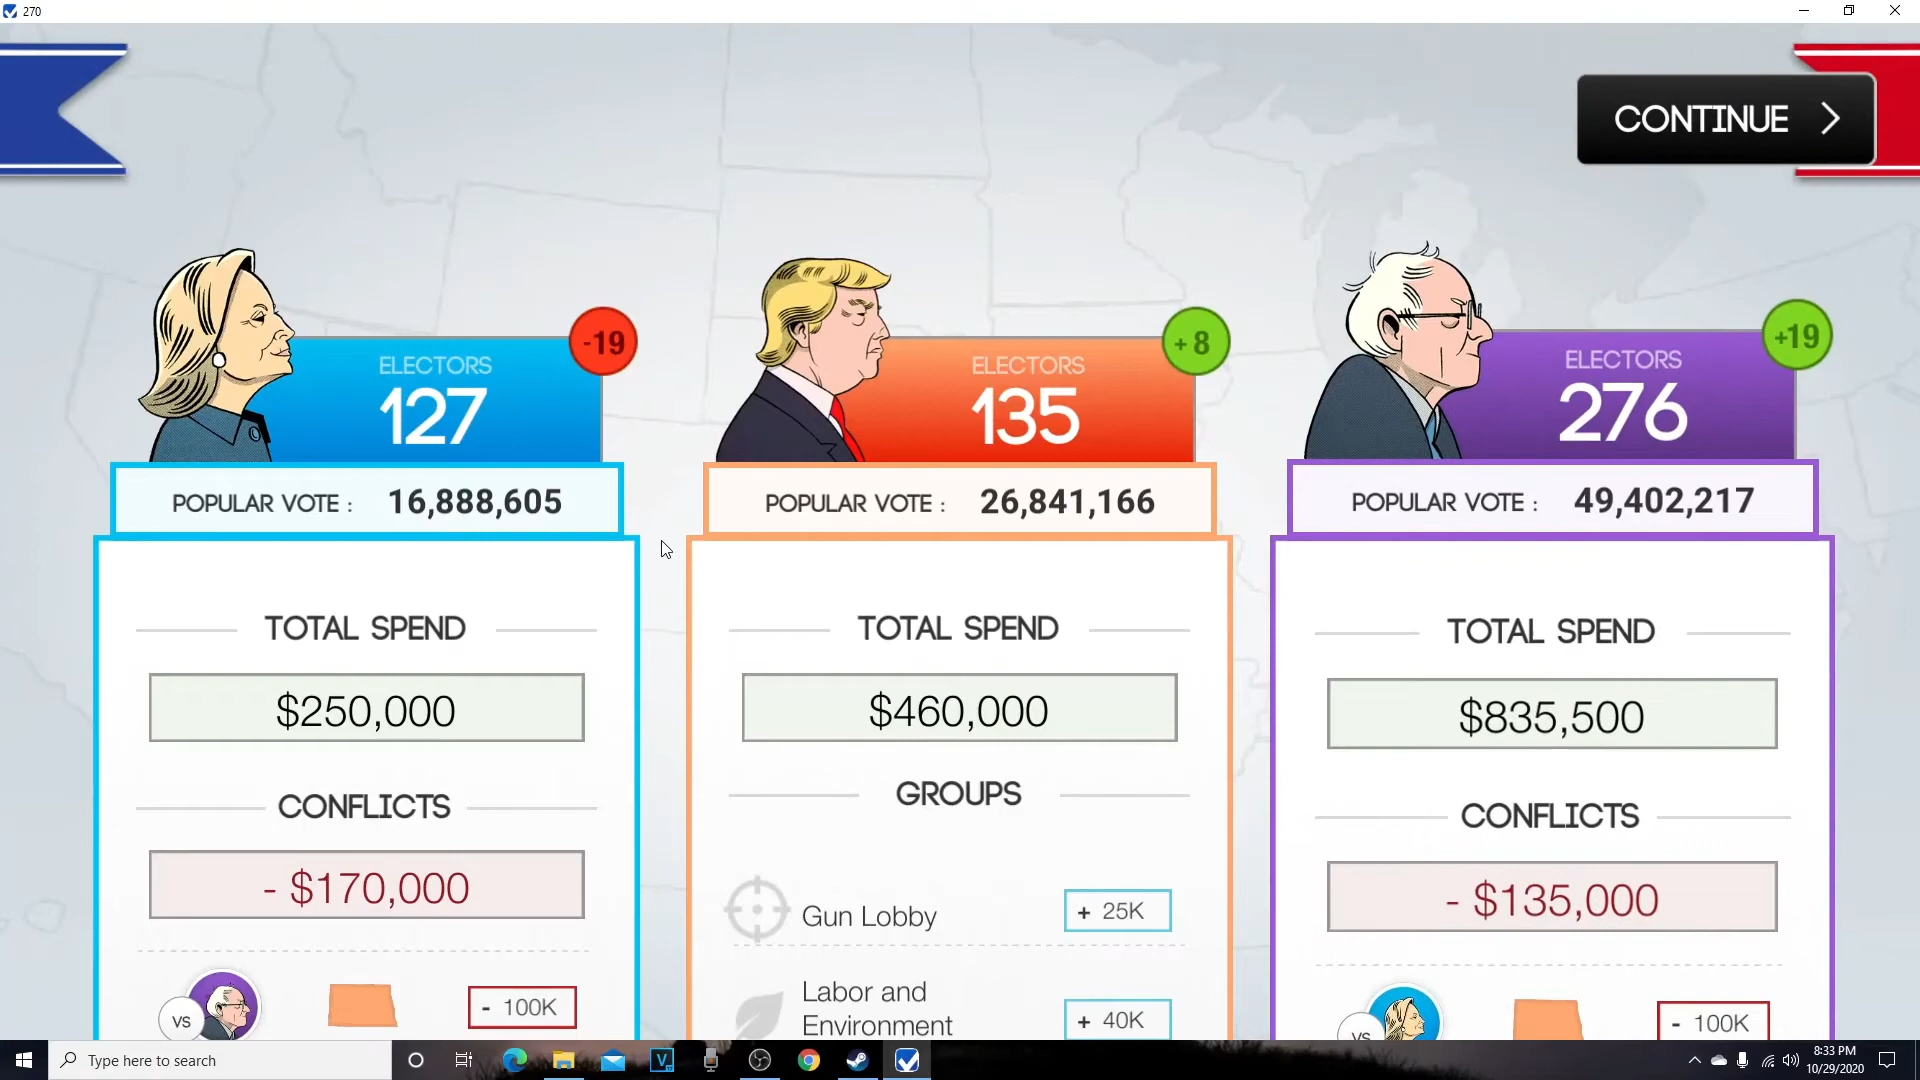 270
CONTINUE
-19
ELECTORS
127
POPULAR VOTE : 16,888,605
TOTAL SPEND
$250,000
CONFLICTS
- $170,000
VS
- 100K
+ 8
ELECTORS
135
POPULAR VOTE : 26,841,166
TOTAL SPEND
$460,000
GROUPS
Gun Lobby + 25K
Labor and
Environment + 40K
+19
ELECTORS
276
POPULAR VOTE : 49,402,217
TOTAL SPEND
$835,500
CONFLICTS
- $135,000
VS
- 100K
Type here to search
8:33 PM
10/29/2020